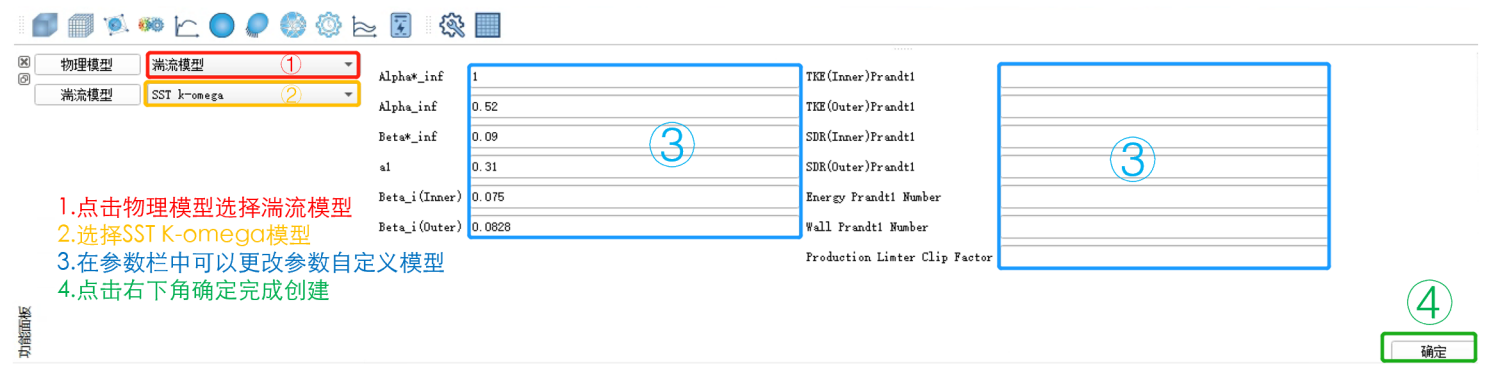 物理模型 湍流模型 ①
湍流模型 SST k-omega ②
Alpha*_inf 1
Alpha_inf 0.52
Beta*_inf 0.09
a1 0.31
Beta_i(Inner) 0.075
Beta_i(Outer) 0.0828
③
TKE(Inner)Prandt1
TKE(Outer)Prandt1
SDR(Inner)Prandt1
SDR(Outer)Prandt1
Energy Prandt1 Number
Wall Prandt1 Number
Production Limter Clip Factor
③
1.点击物理模型选择湍流模型
2.选择SST K-omega模型
3.在参数栏中可以更改参数自定义模型
4.点击右下角确定完成创建
功能面板
④
确定